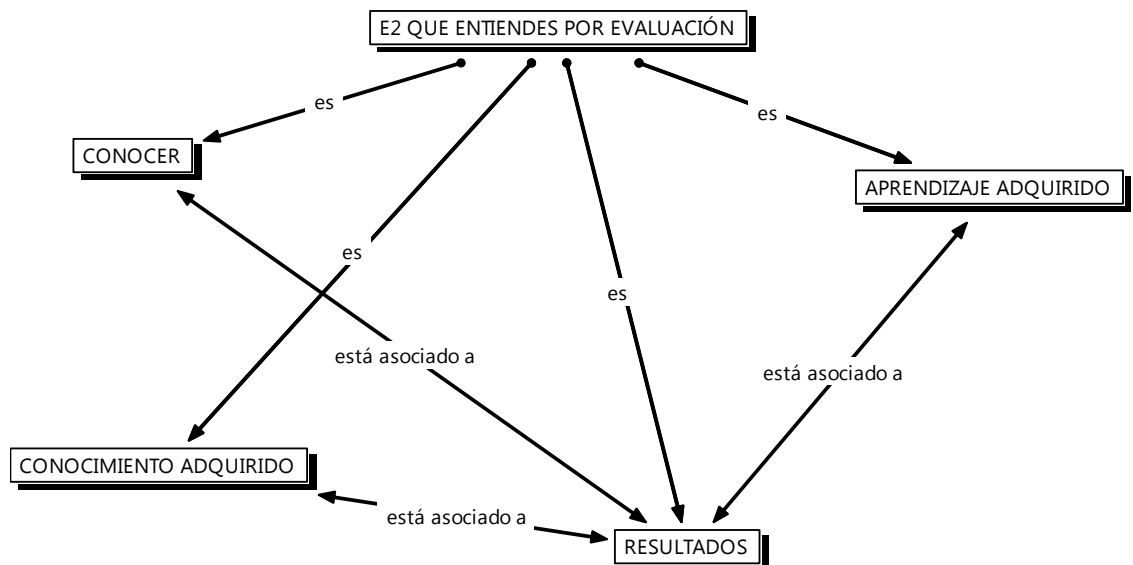 E2 QUE ENTIENDES POR EVALUACIÓN
es
es
CONOCER
APRENDIZAJE ADQUIRIDO
es
es
está asociado a
está asociado a
CONOCIMIENTO ADQUIRIDO
está asociado a
RESULTADOS